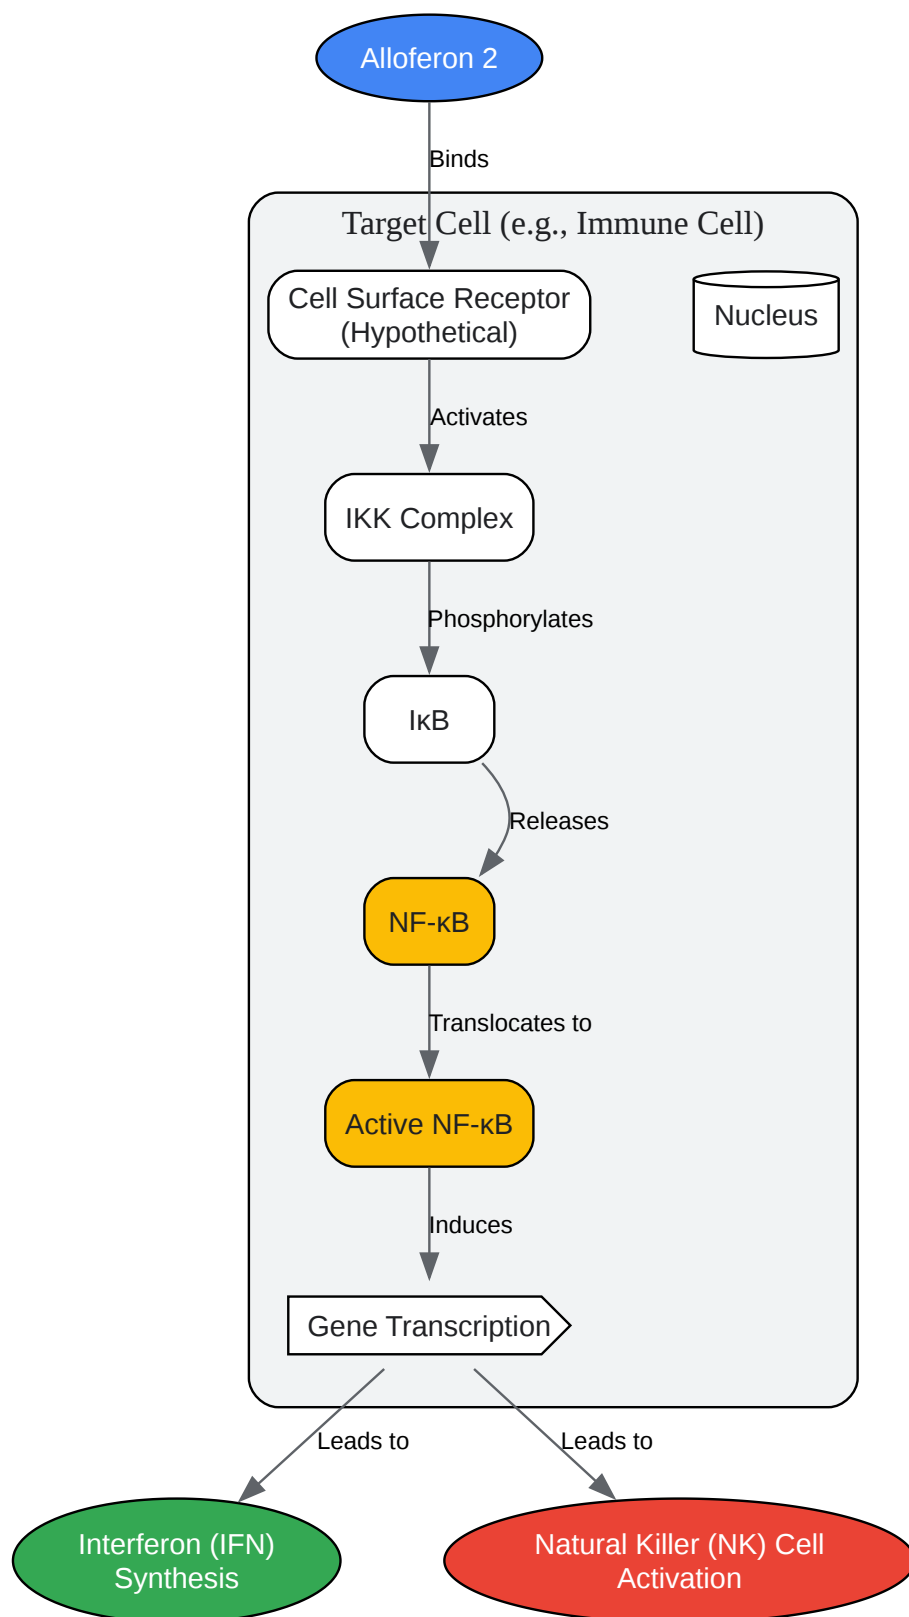 Alloferon 2
Binds
Target Cell (e.g., Immune Cell)
Cell Surface Receptor
(Hypothetical)
Nucleus
Activates
IKK Complex
Phosphorylates
IκB
Releases
NF-κB
Translocates to
Active NF-κB
Induces
Gene Transcription
Leads to
Leads to
Interferon (IFN)
Synthesis
Natural Killer (NK) Cell
Activation